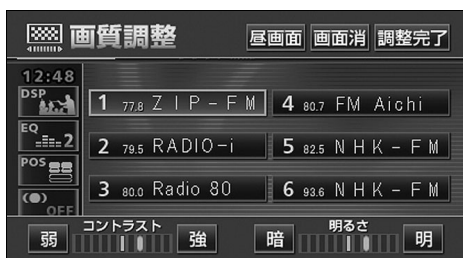 画質調整 昼画面 画面消 調整完了
12:48
DSP
1 77.8 ZIP-FM 4 80.7 FM Aichi
EQ
2
2 79.5 RADIO-i 5 82.5 NHK-FM
POS
3 80.0 Radio 80 6 93.6 NHK-FM
OFF
コントラスト 明るさ
弱 強 暗 明